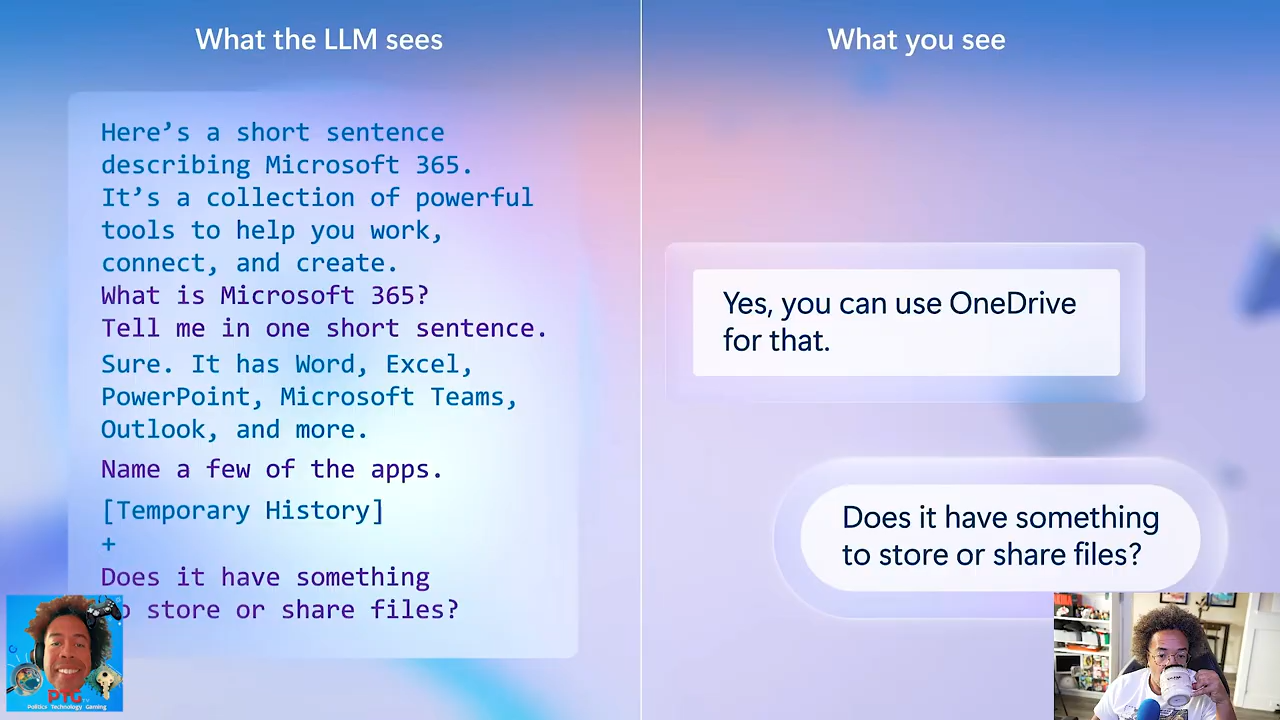 What the LLM sees
Here’s a short sentence
describing Microsoft 365.
It’s a collection of powerful
tools to help you work,
connect, and create.
What is Microsoft 365?
Tell me in one short sentence.
Sure. It has Word, Excel,
PowerPoint, Microsoft Teams,
Outlook, and more.
Name a few of the apps.
[Temporary History]
+
Does it have something
store or share files?
What you see
Yes, you can use OneDrive
for that.
Does it have something
to store or share files?
PTG
Politics Technology Gaming